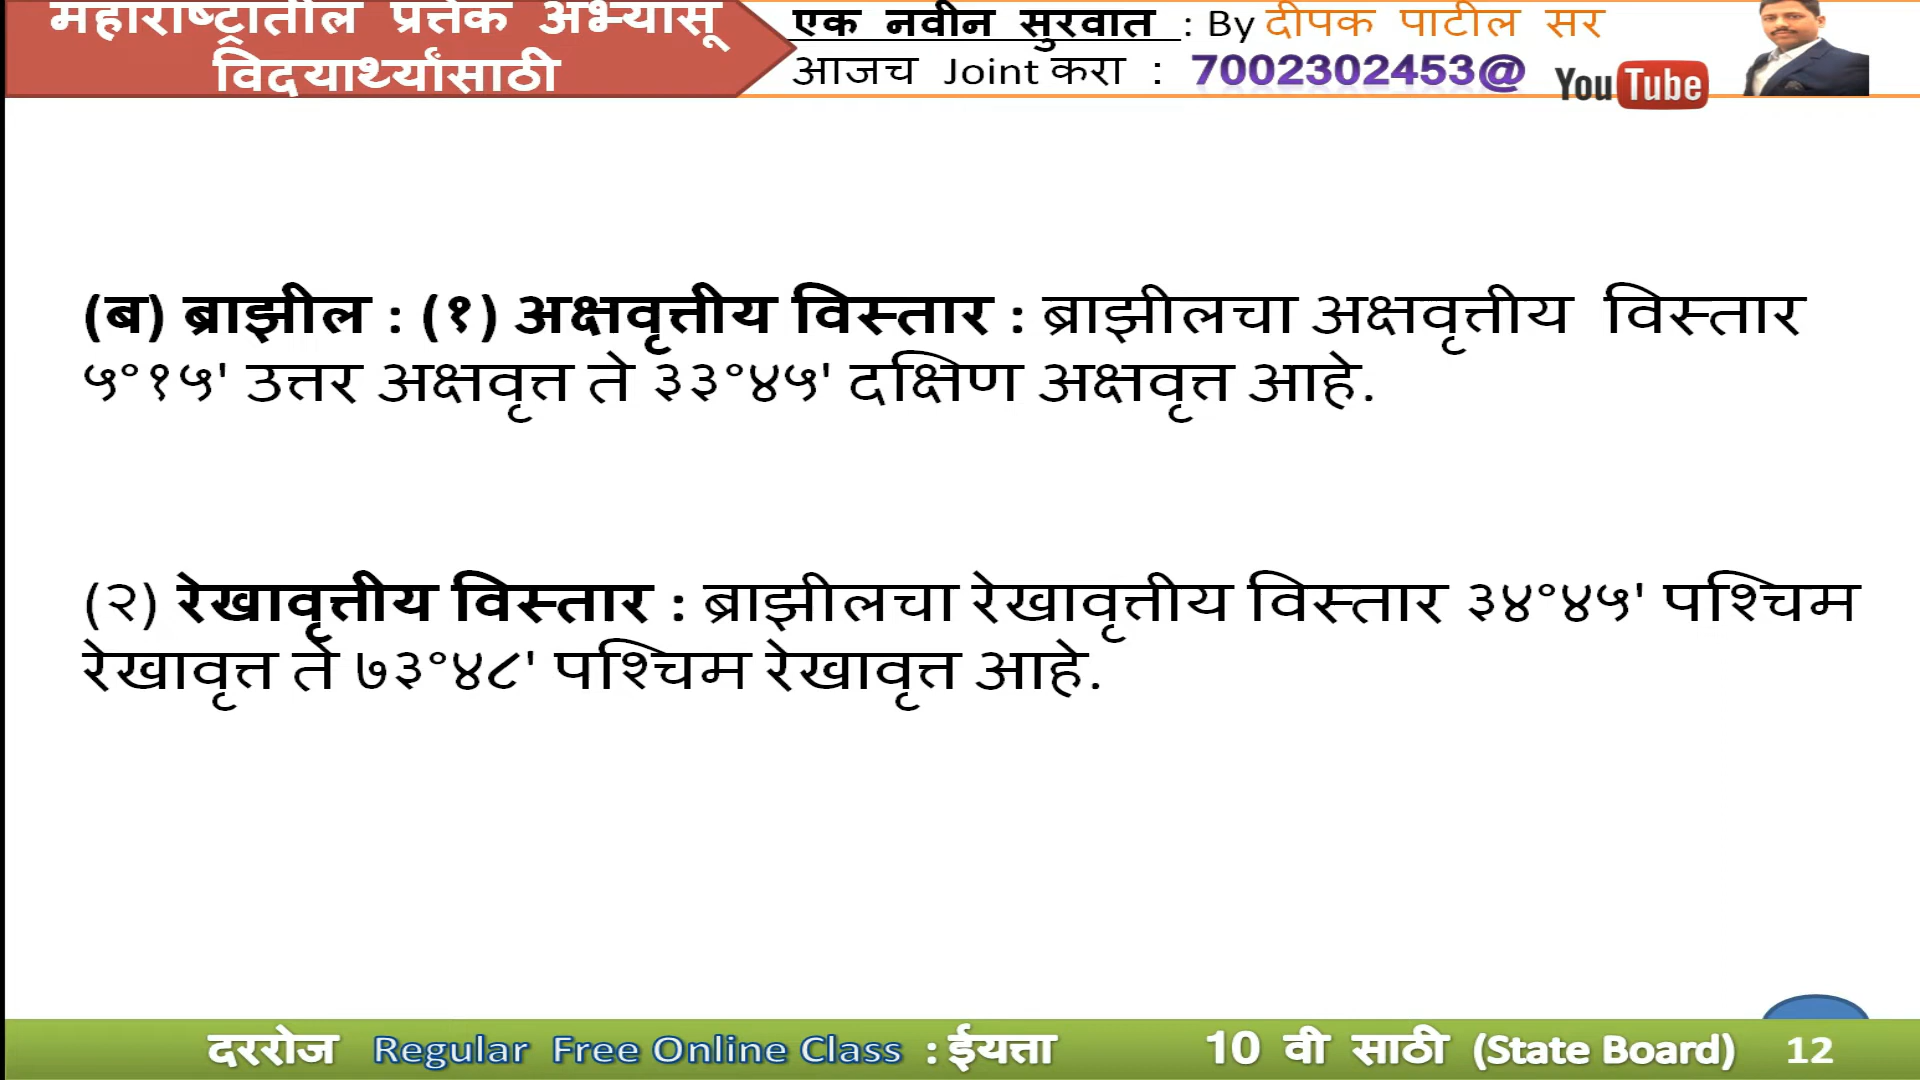 महाराष्ट्रातील प्रत्तेक अभ्यासू
विदयार्थ्यांसाठी
एक नवीन सुरवात : By दीपक पाटील सर
आजच Joint करा : 7002302453@
YouTube
(ब) ब्राझील : (१) अक्षवृत्तीय विस्तार : ब्राझीलचा अक्षवृत्तीय विस्तार
५°१५' उत्तर अक्षवृत्त ते ३३°४५' दक्षिण अक्षवृत्त आहे.
(२) रेखावृत्तीय विस्तार : ब्राझीलचा रेखावृत्तीय विस्तार ३४°४५' पश्चिम
रेखावृत्त ते ७३°४८' पश्चिम रेखावृत्त आहे.
दररोज Regular Free Online Class : ईयत्ता 10 वी साठी (State Board) 12